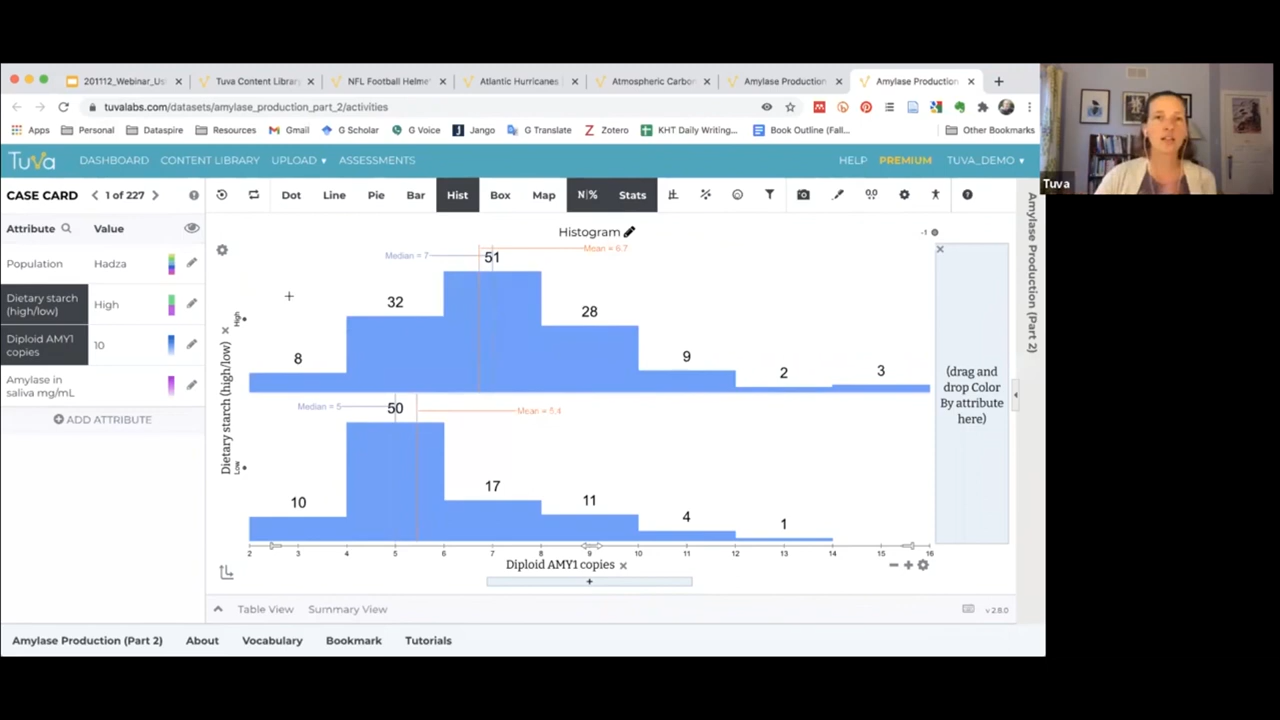 201112_Webinar_Us
Tuva Content Library
NFL Football Helme
Atlantic Hurricanes
Atmospheric Carbon
Amylase Production
Amylase Production
tuvalabs.com/datasets/amylase_production_part_2/activities
Apps
Personal
Dataspire
Resources
Gmail
G Scholar
G Voice
Jango
G Translate
Zotero
KHT Daily Writing...
Book Outline (Fall...
Other Bookmarks
Tuva
DASHBOARD
CONTENT LIBRARY
UPLOAD
ASSESSMENTS
HELP
PREMIUM
TUVA_DEMO
Tuva
CASE CARD
1 of 227
Dot
Line
Pie
Bar
Hist
Box
Map
N|%
Stats
Attribute
Value
Population
Hadza
Dietary starch
(high/low)
High
Diploid AMY1
copies
10
Amylase in
saliva mg/mL
ADD ATTRIBUTE
Histogram
-1
Median = 7
Mean = 6.7
8
32
51
28
9
2
3
High
Dietary starch (high/low)
Low
Median = 5
Mean = 5.4
10
50
17
11
4
1
2 3 4 5 6 7 8 9 10 11 12 13 14 15 16
Diploid AMY1 copies
(drag and
drop Color
By attribute
here)
Amylase Production (Part 2)
Table View
Summary View
v 2.8.0
Amylase Production (Part 2)
About
Vocabulary
Bookmark
Tutorials